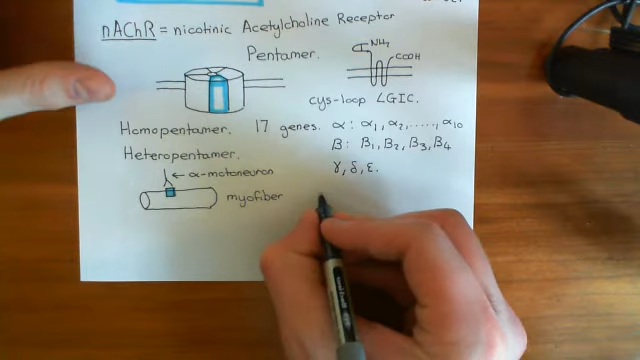 nAChR = nicotinic Acetylcholine Receptor
Pentamer.
NH₂
COOH
cys-loop LGIC.
Homopentamer. 17 genes. α: α₁, α₂, ....., α₁₀
Heteropentamer. β: β₁, β₂, β₃, β₄
γ, δ, ε.
← α-motoneuron
myofiber